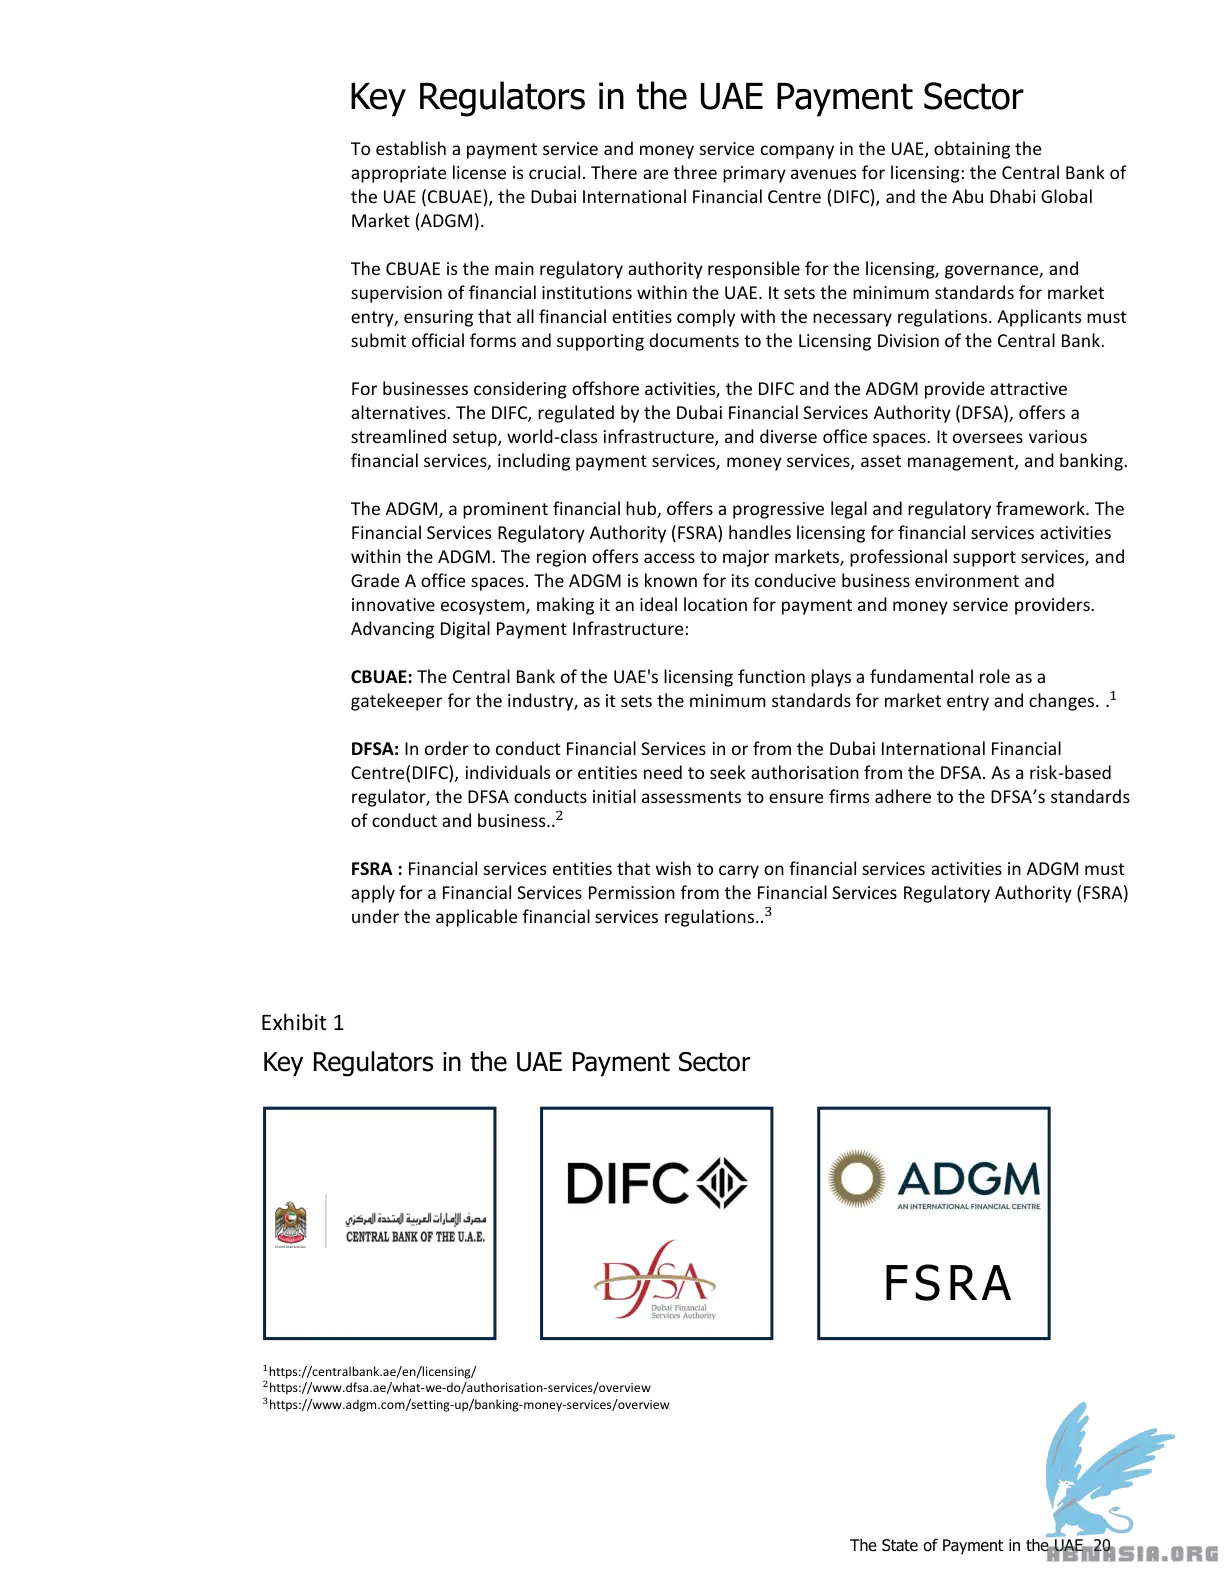 Key Regulators in the UAE Payment Sector
To establish a payment service and money service company in the UAE, obtaining the
appropriate license is crucial. There are three primary avenues for licensing: the Central Bank of
the UAE (CBUAE), the Dubai International Financial Centre (DIFC), and the Abu Dhabi Global
Market (ADGM).
The CBUAE is the main regulatory authority responsible for the licensing, governance, and
supervision of financial institutions within the UAE. It sets the minimum standards for market
entry, ensuring that all financial entities comply with the necessary regulations. Applicants must
submit official forms and supporting documents to the Licensing Division of the Central Bank.
For businesses considering offshore activities, the DIFC and the ADGM provide attractive
alternatives. The DIFC, regulated by the Dubai Financial Services Authority (DFSA), offers a
streamlined setup, world-class infrastructure, and diverse office spaces. It oversees various
financial services, including payment services, money services, asset management, and banking.
The ADGM, a prominent financial hub, offers a progressive legal and regulatory framework. The
Financial Services Regulatory Authority (FSRA) handles licensing for financial services activities
within the ADGM. The region offers access to major markets, professional support services, and
Grade A office spaces. The ADGM is known for its conducive business environment and
innovative ecosystem, making it an ideal location for payment and money service providers.
Advancing Digital Payment Infrastructure:
CBUAE: The Central Bank of the UAE's licensing function plays a fundamental role as a
gatekeeper for the industry, as it sets the minimum standards for market entry and changes. .1
DFSA: In order to conduct Financial Services in or from the Dubai International Financial
Centre(DIFC), individuals or entities need to seek authorisation from the DFSA. As a risk-based
regulator, the DFSA conducts initial assessments to ensure firms adhere to the DFSA’s standards
of conduct and business..2
FSRA : Financial services entities that wish to carry on financial services activities in ADGM must
apply for a Financial Services Permission from the Financial Services Regulatory Authority (FSRA)
under the applicable financial services regulations..3
Exhibit 1
Key Regulators in the UAE Payment Sector
مصرف الإمارات العربية المتحدة المركزي
CENTRAL BANK OF THE U.A.E.
DIFC
DFSA
Dubai Financial
Services Authority
ADGM
AN INTERNATIONAL FINANCIAL CENTRE
FSRA
1https://centralbank.ae/en/licensing/
2https://www.dfsa.ae/what-we-do/authorisation-services/overview
3https://www.adgm.com/setting-up/banking-money-services/overview
The State of Payment in the UAE 20
ABMASIA.ORG